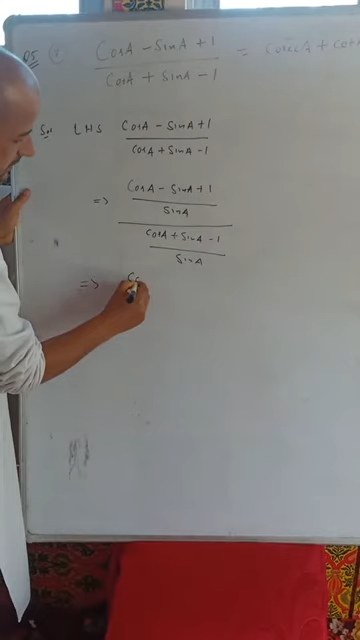 Q5 (i) CosA - SinA + 1 / CosA + SinA - 1 = CosecA + CotA
Sol LHS CosA - SinA + 1 / CosA + SinA - 1
=> CosA - SinA + 1 / SinA
CosA + SinA - 1 / SinA
=> Co